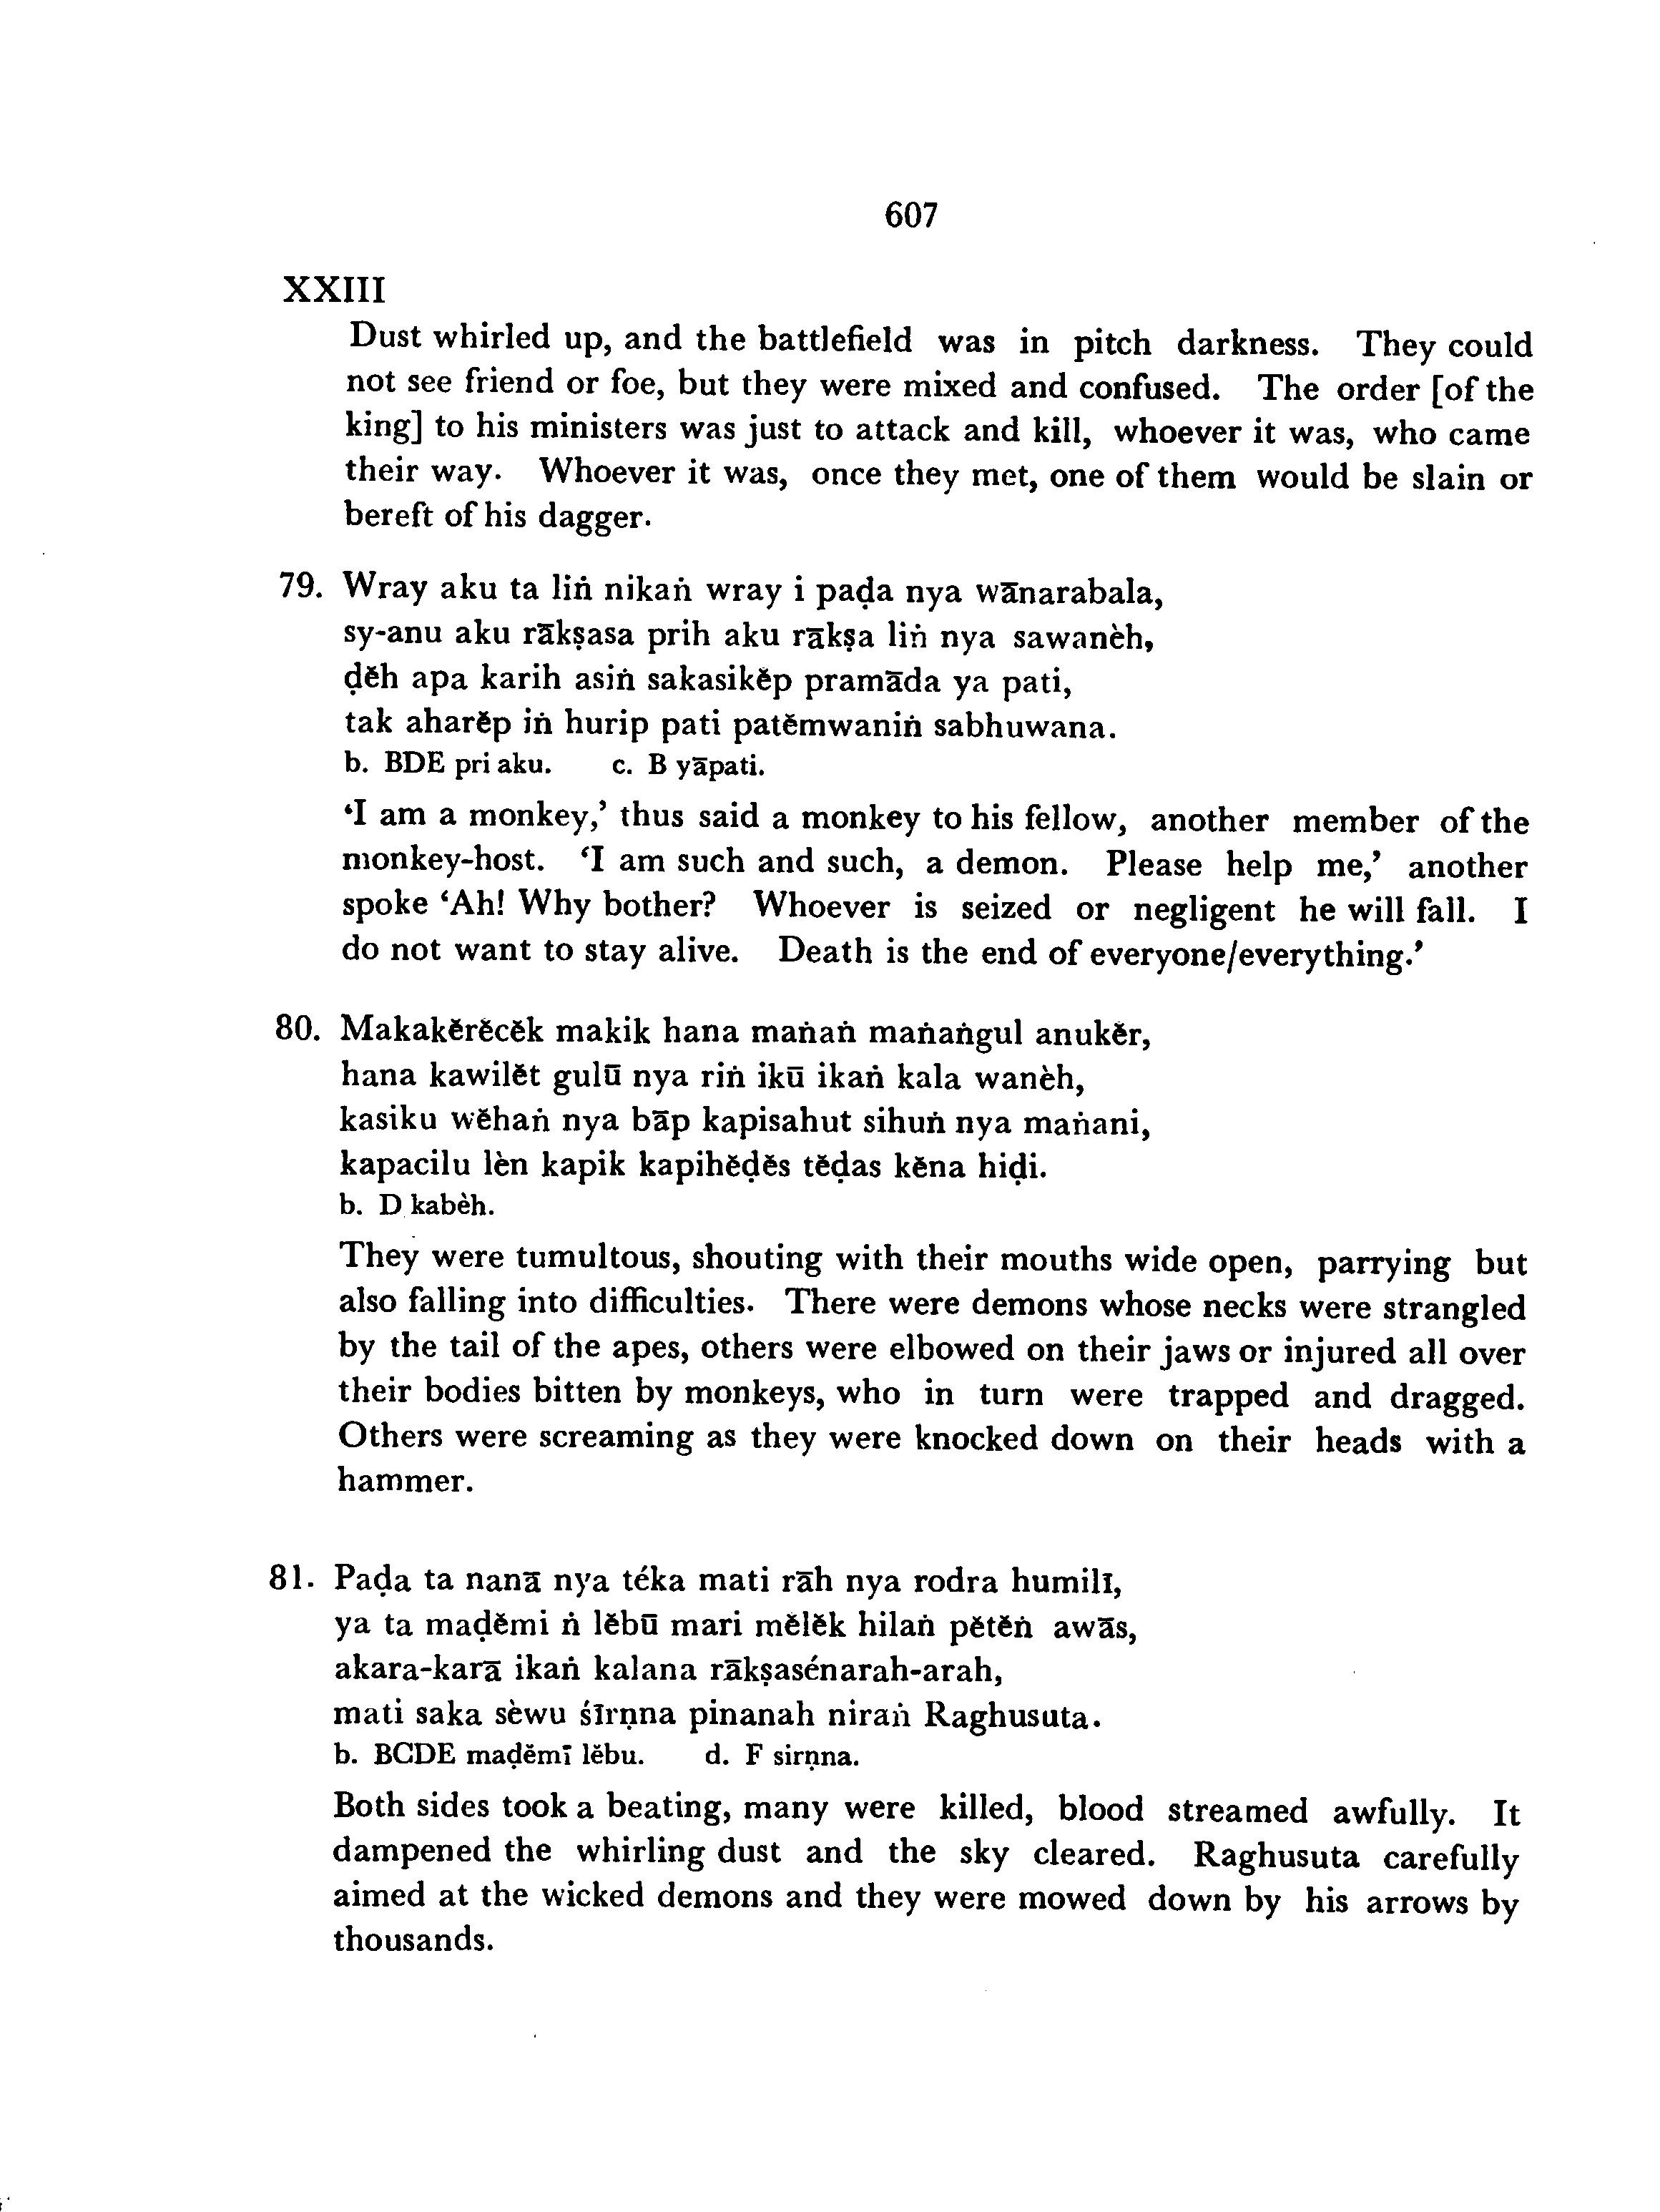 607
XXIII
Dust whirled up, and the battlefield was in pitch darkness. They could
not see friend or foe, but they were mixed and confused. The order [of the
king] to his ministers was just to attack and kill, whoever it was, who came
their way. Whoever it was, once they met, one of them would be slain or
bereft of his dagger.
79. Wray aku ta liṅ nikaṅ wray i paḍa nya wānarabala,
sy-anu aku rākṣasa prih aku rākṣa liṅ nya sawanèh,
ḍĕh apa karih asiṅ sakasikĕp pramāda ya pati,
tak aharĕp iṅ hurip pati patĕmwaniṅ sabhuwana.
b. BDE pri aku. c. B yāpati.
‘I am a monkey,’ thus said a monkey to his fellow, another member of the
monkey-host. ‘I am such and such, a demon. Please help me,’ another
spoke ‘Ah! Why bother? Whoever is seized or negligent he will fall. I
do not want to stay alive. Death is the end of everyone/everything.’
80. Makakĕrĕcĕk makik hana maṅaṅ maṅaṅgul anukĕr,
hana kawilĕt gulū nya riṅ ikū ikaṅ kala wanèh,
kasiku wĕhaṅ nya bāp kapisahut sihuṅ nya maṅani,
kapacilu lèn kapik kapihĕḍĕs tĕḍas kĕna hiḍi.
b. D kabèh.
They were tumultous, shouting with their mouths wide open, parrying but
also falling into difficulties. There were demons whose necks were strangled
by the tail of the apes, others were elbowed on their jaws or injured all over
their bodies bitten by monkeys, who in turn were trapped and dragged.
Others were screaming as they were knocked down on their heads with a
hammer.
81. Paḍa ta nanā nya téka mati rāh nya rodra humilī,
ya ta maḍĕmi ṅ lĕbū mari mĕlĕk hilaṅ pĕtĕṅ awās,
akara-karā ikaṅ kalana rākṣasénarah-arah,
mati saka sèwu śīrṇna pinanah niraṅ Raghusuta.
b. BCDE maḍĕmī lĕbu. d. F sirṇna.
Both sides took a beating, many were killed, blood streamed awfully. It
dampened the whirling dust and the sky cleared. Raghusuta carefully
aimed at the wicked demons and they were mowed down by his arrows by
thousands.